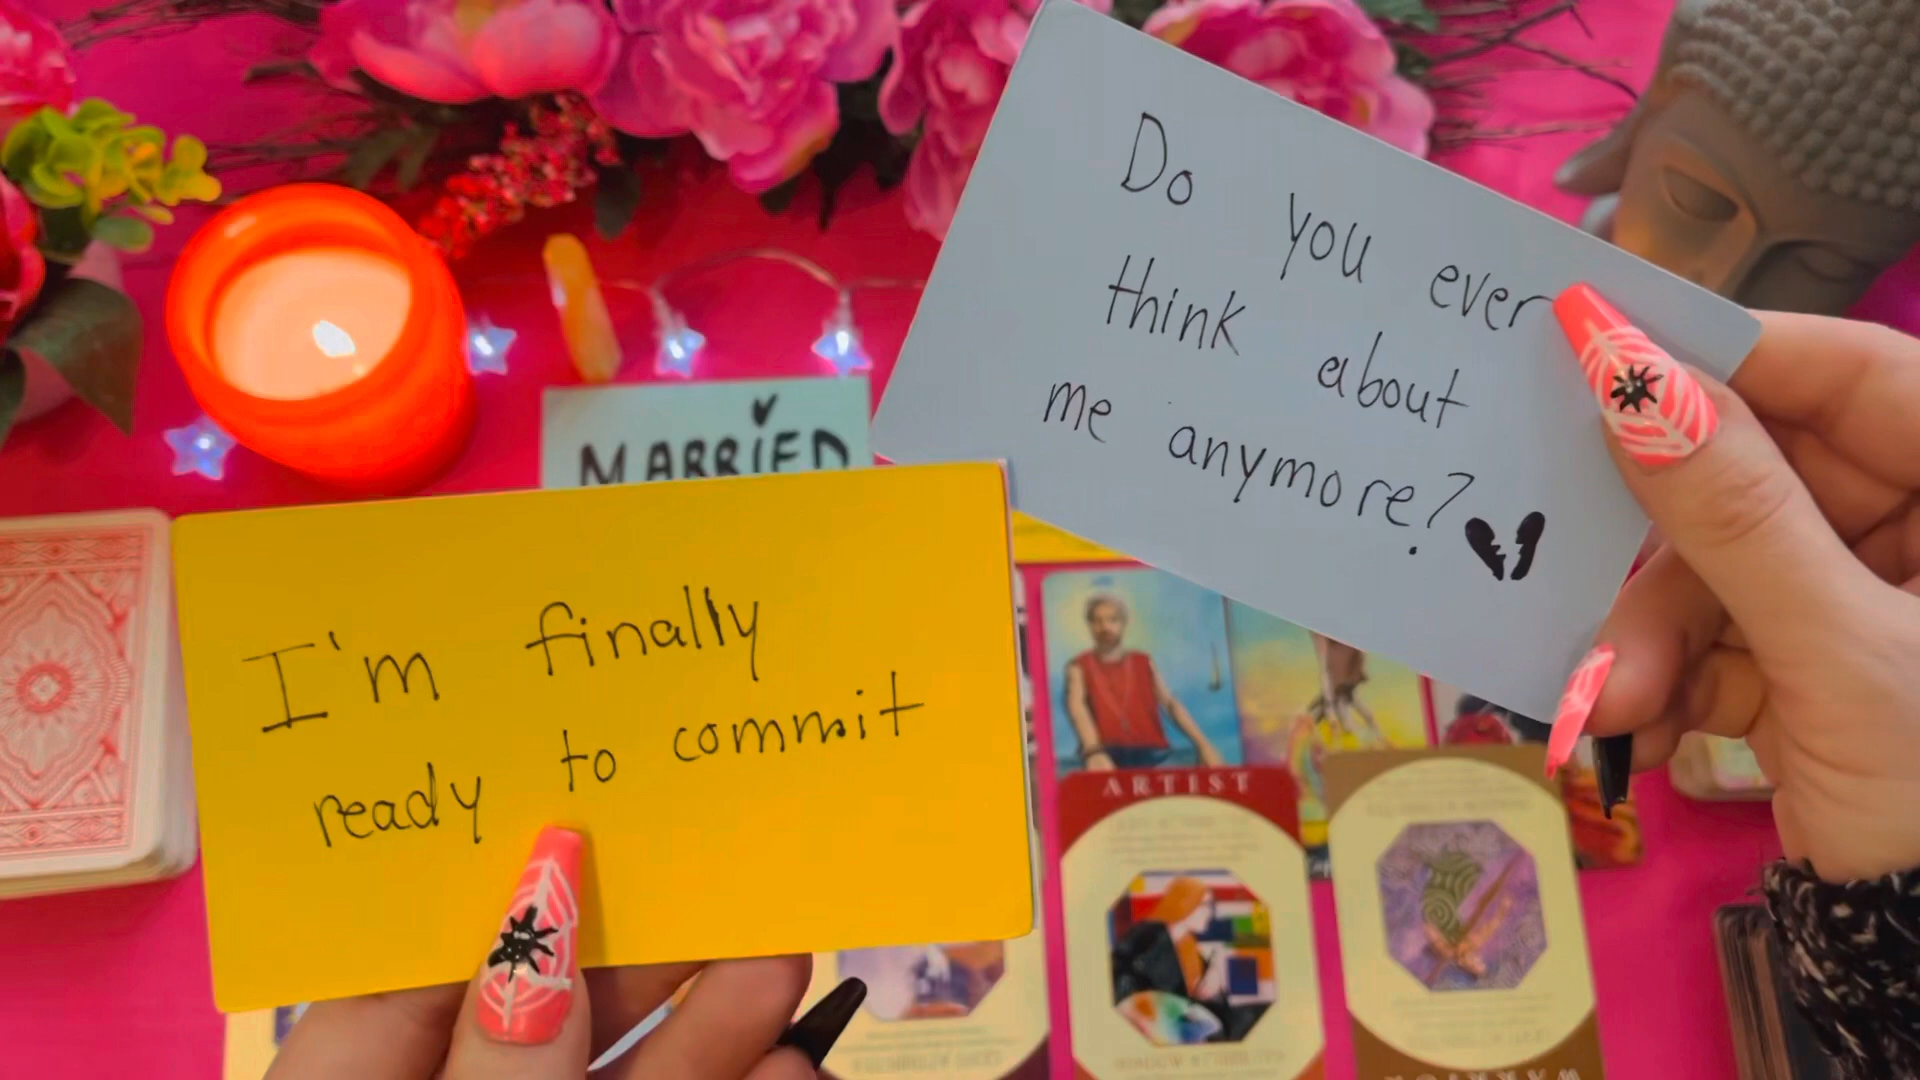 Do you ever
think about
me anymore?
MARRIED
I'm finally
ready to commit
ARTIST